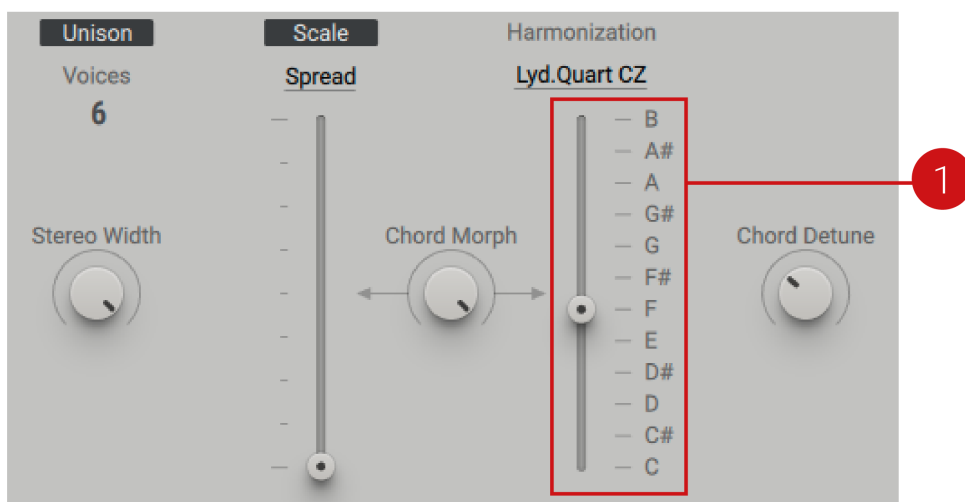 Unison
Scale
Harmonization
Voices
Spread
Lyd.Quart CZ
6
B
A#
A
1
G#
Stereo Width
Chord Morph
G
Chord Detune
F#
F
E
D#
D
C#
C